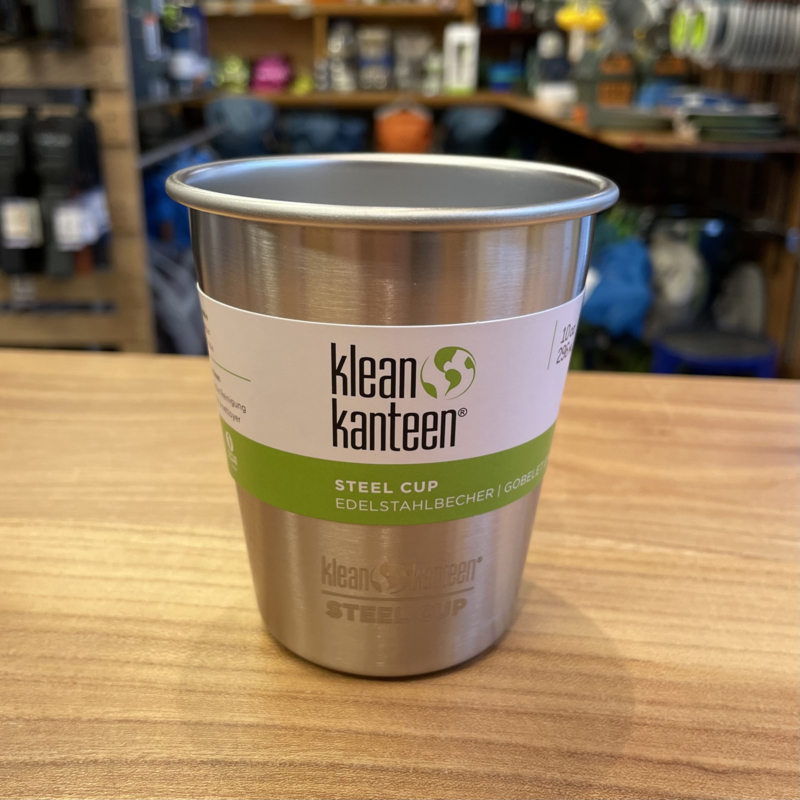 klean
kanteen®
STEEL CUP
EDELSTAHLBECHER | GOBELET
klean kanteen®
STEEL CUP